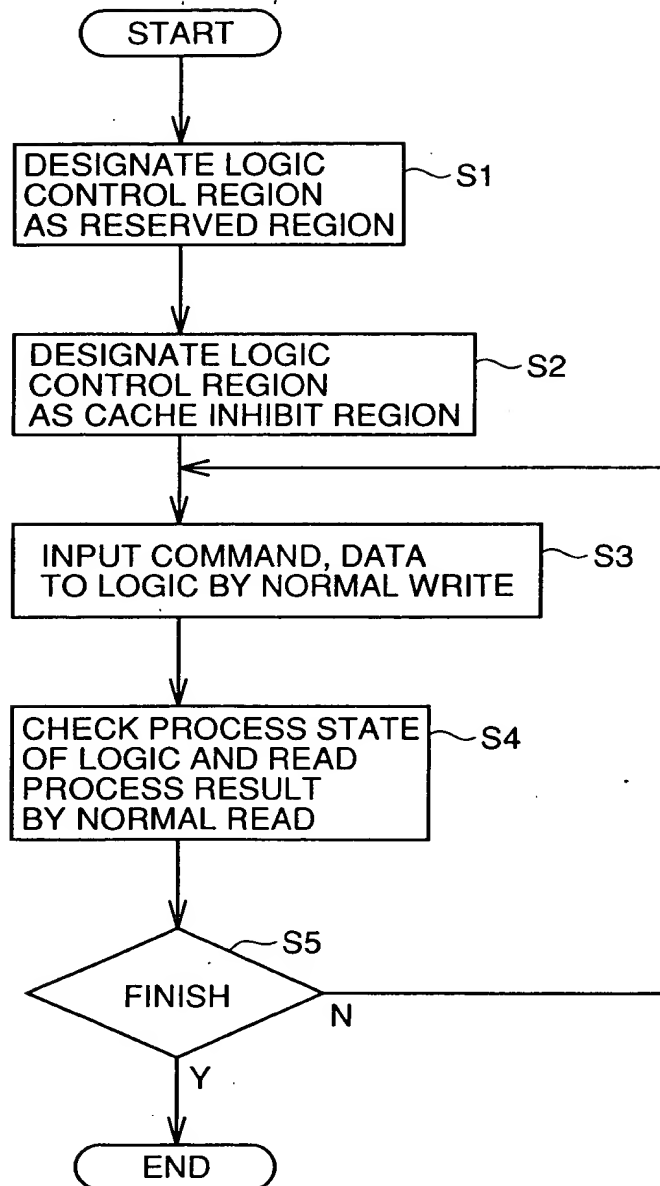 START
DESIGNATE LOGIC
CONTROL REGION
AS RESERVED REGION
S1
DESIGNATE LOGIC
CONTROL REGION
AS CACHE INHIBIT REGION
S2
INPUT COMMAND, DATA
TO LOGIC BY NORMAL WRITE
S3
CHECK PROCESS STATE
OF LOGIC AND READ
PROCESS RESULT
BY NORMAL READ
S4
S5
FINISH
N
Y
END